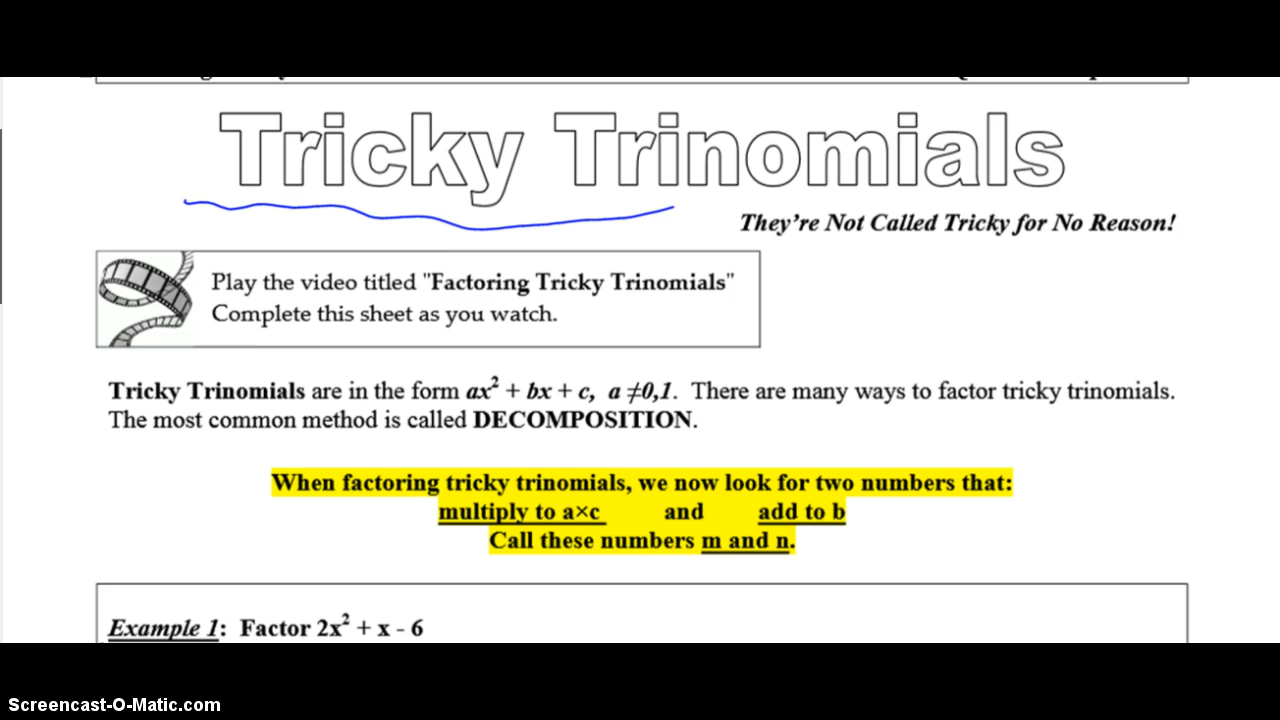 Tricky Trinomials
They're Not Called Tricky for No Reason!
Play the video titled "Factoring Tricky Trinomials"
Complete this sheet as you watch.
Tricky Trinomials are in the form ax² + bx + c, a ≠0,1. There are many ways to factor tricky trinomials.
The most common method is called DECOMPOSITION.
When factoring tricky trinomials, we now look for two numbers that:
multiply to a×c and add to b
Call these numbers m and n.
Example 1: Factor 2x² + x - 6
Screencast-O-Matic.com